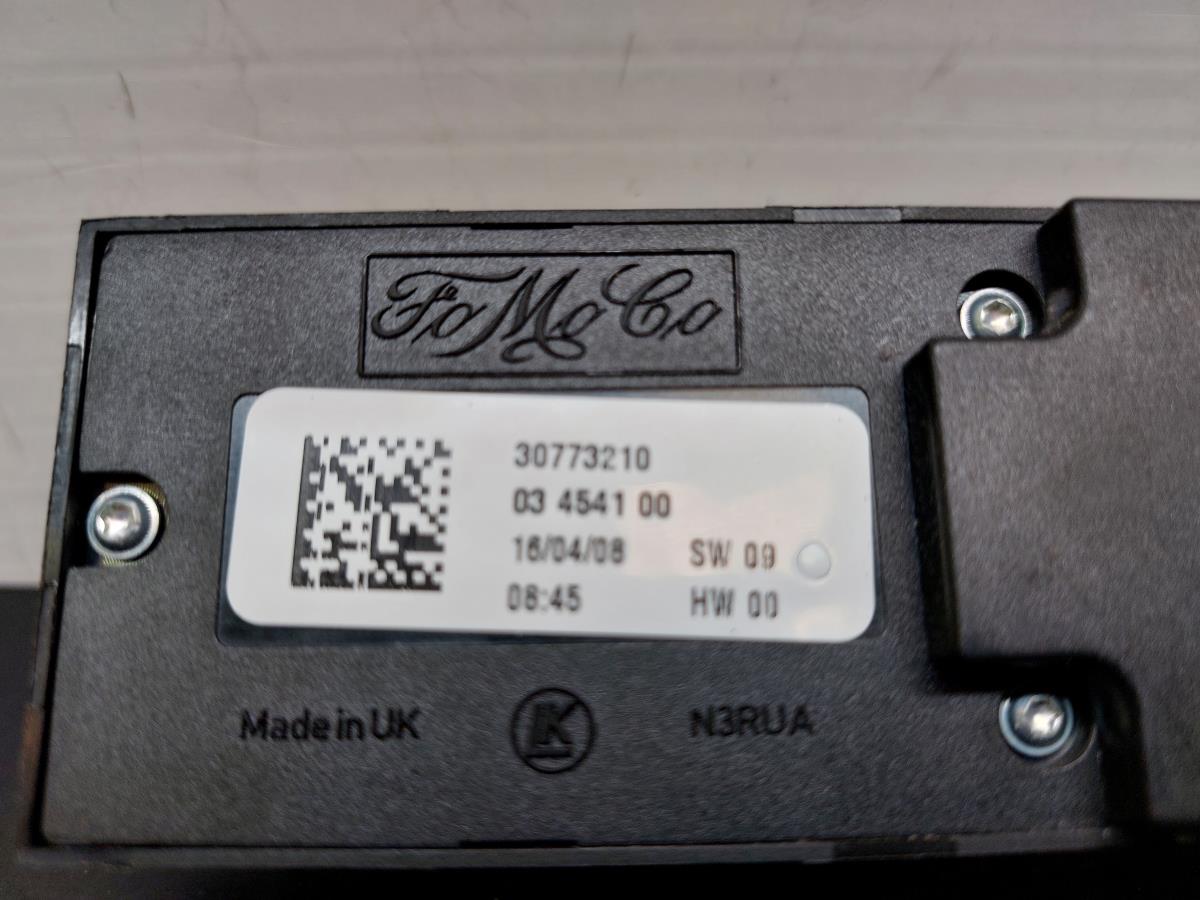 FoMoCo
30773210
03 4541 00
16/04/08 SW 09
08:45 HW 00
Made in UK K N3RUA